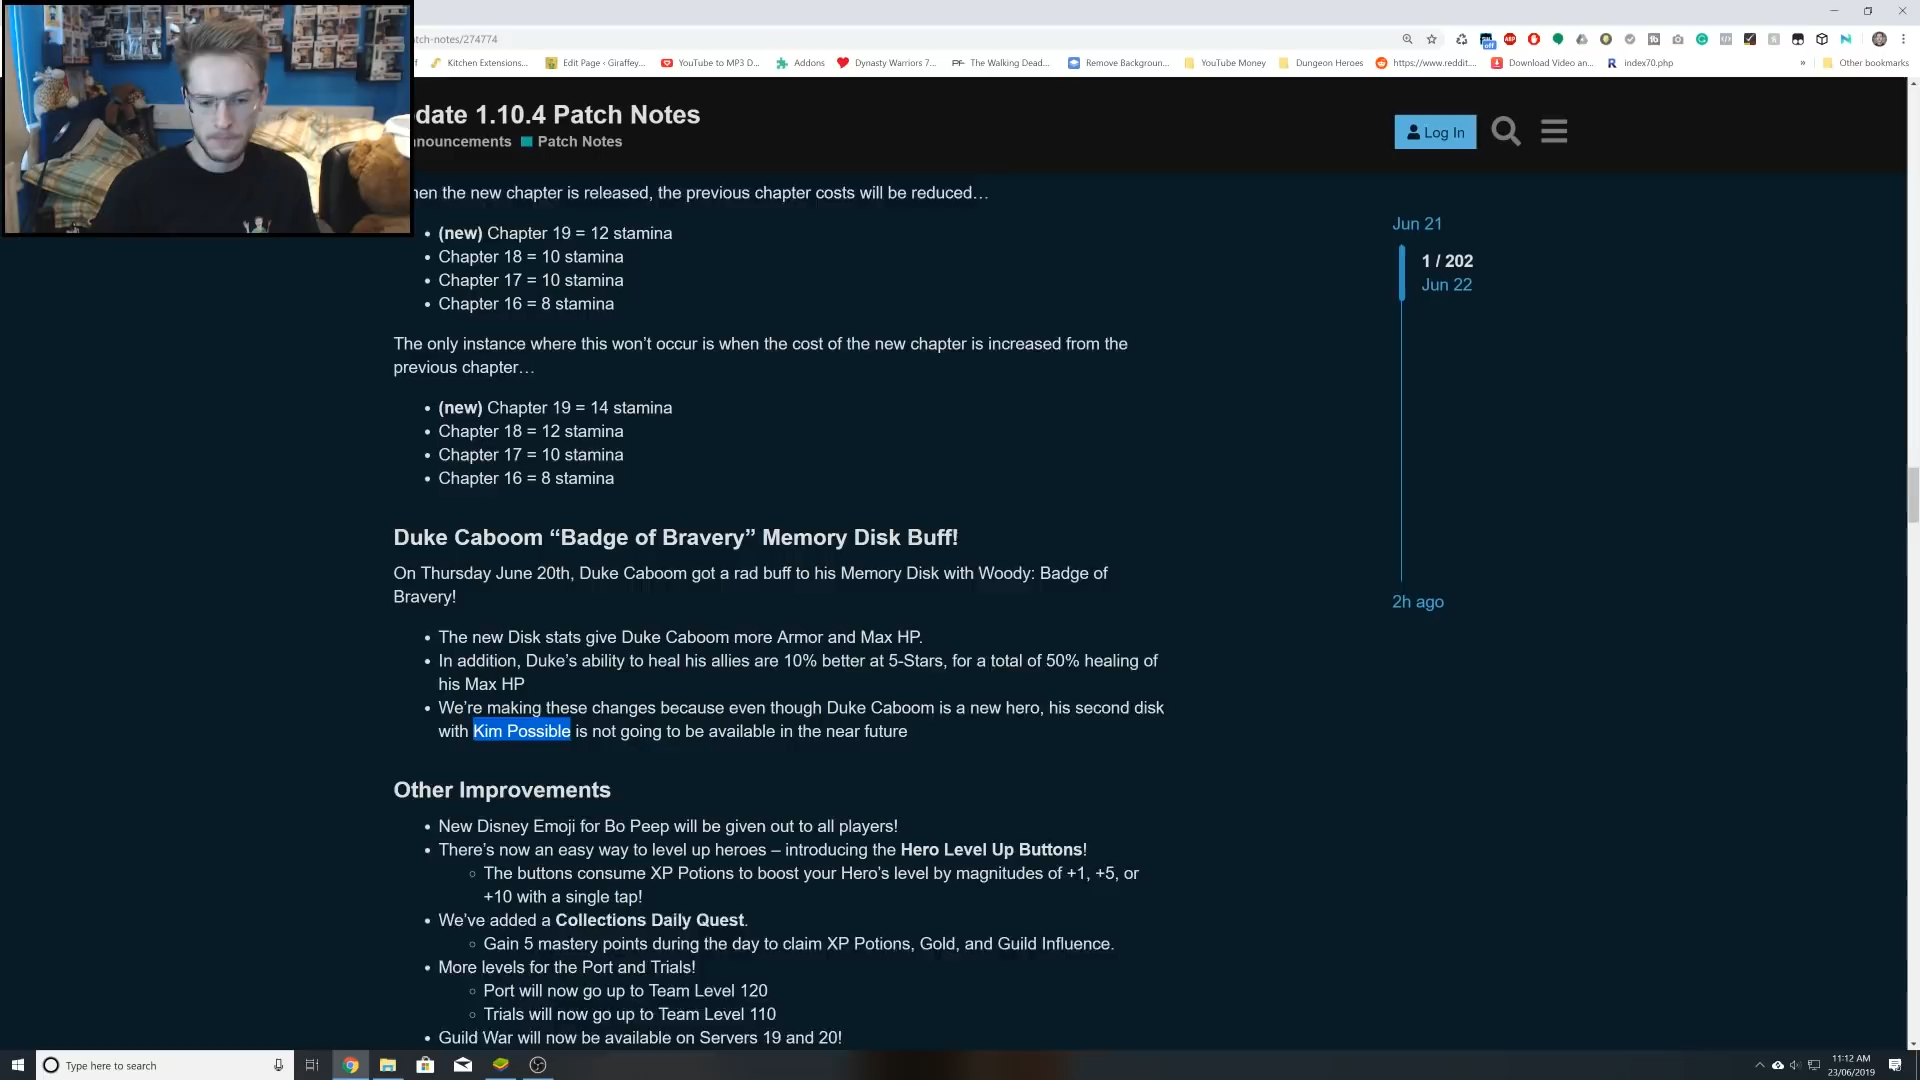 tch-notes/274774
Kitchen Extensions...
Edit Page ‹ Giraffey...
YouTube to MP3 D...
Addons
Dynasty Warriors 7...
The Walking Dead...
Remove Backgroun...
YouTube Money
Dungeon Heroes
https://www.reddit....
Download Video an...
index70.php
»
Other bookmarks
date 1.10.4 Patch Notes
nouncements Patch Notes
Log In
en the new chapter is released, the previous chapter costs will be reduced…
• (new) Chapter 19 = 12 stamina
• Chapter 18 = 10 stamina
• Chapter 17 = 10 stamina
• Chapter 16 = 8 stamina
The only instance where this won’t occur is when the cost of the new chapter is increased from the
previous chapter…
• (new) Chapter 19 = 14 stamina
• Chapter 18 = 12 stamina
• Chapter 17 = 10 stamina
• Chapter 16 = 8 stamina
Jun 21
1 / 202
Jun 22
2h ago
Duke Caboom “Badge of Bravery” Memory Disk Buff!
On Thursday June 20th, Duke Caboom got a rad buff to his Memory Disk with Woody: Badge of
Bravery!
• The new Disk stats give Duke Caboom more Armor and Max HP.
• In addition, Duke’s ability to heal his allies are 10% better at 5-Stars, for a total of 50% healing of
his Max HP
• We’re making these changes because even though Duke Caboom is a new hero, his second disk
with Kim Possible is not going to be available in the near future
Other Improvements
• New Disney Emoji for Bo Peep will be given out to all players!
• There’s now an easy way to level up heroes – introducing the Hero Level Up Buttons!
◦ The buttons consume XP Potions to boost your Hero’s level by magnitudes of +1, +5, or
+10 with a single tap!
• We’ve added a Collections Daily Quest.
◦ Gain 5 mastery points during the day to claim XP Potions, Gold, and Guild Influence.
• More levels for the Port and Trials!
◦ Port will now go up to Team Level 120
◦ Trials will now go up to Team Level 110
• Guild War will now be available on Servers 19 and 20!
Type here to search
11:12 AM
23/06/2019